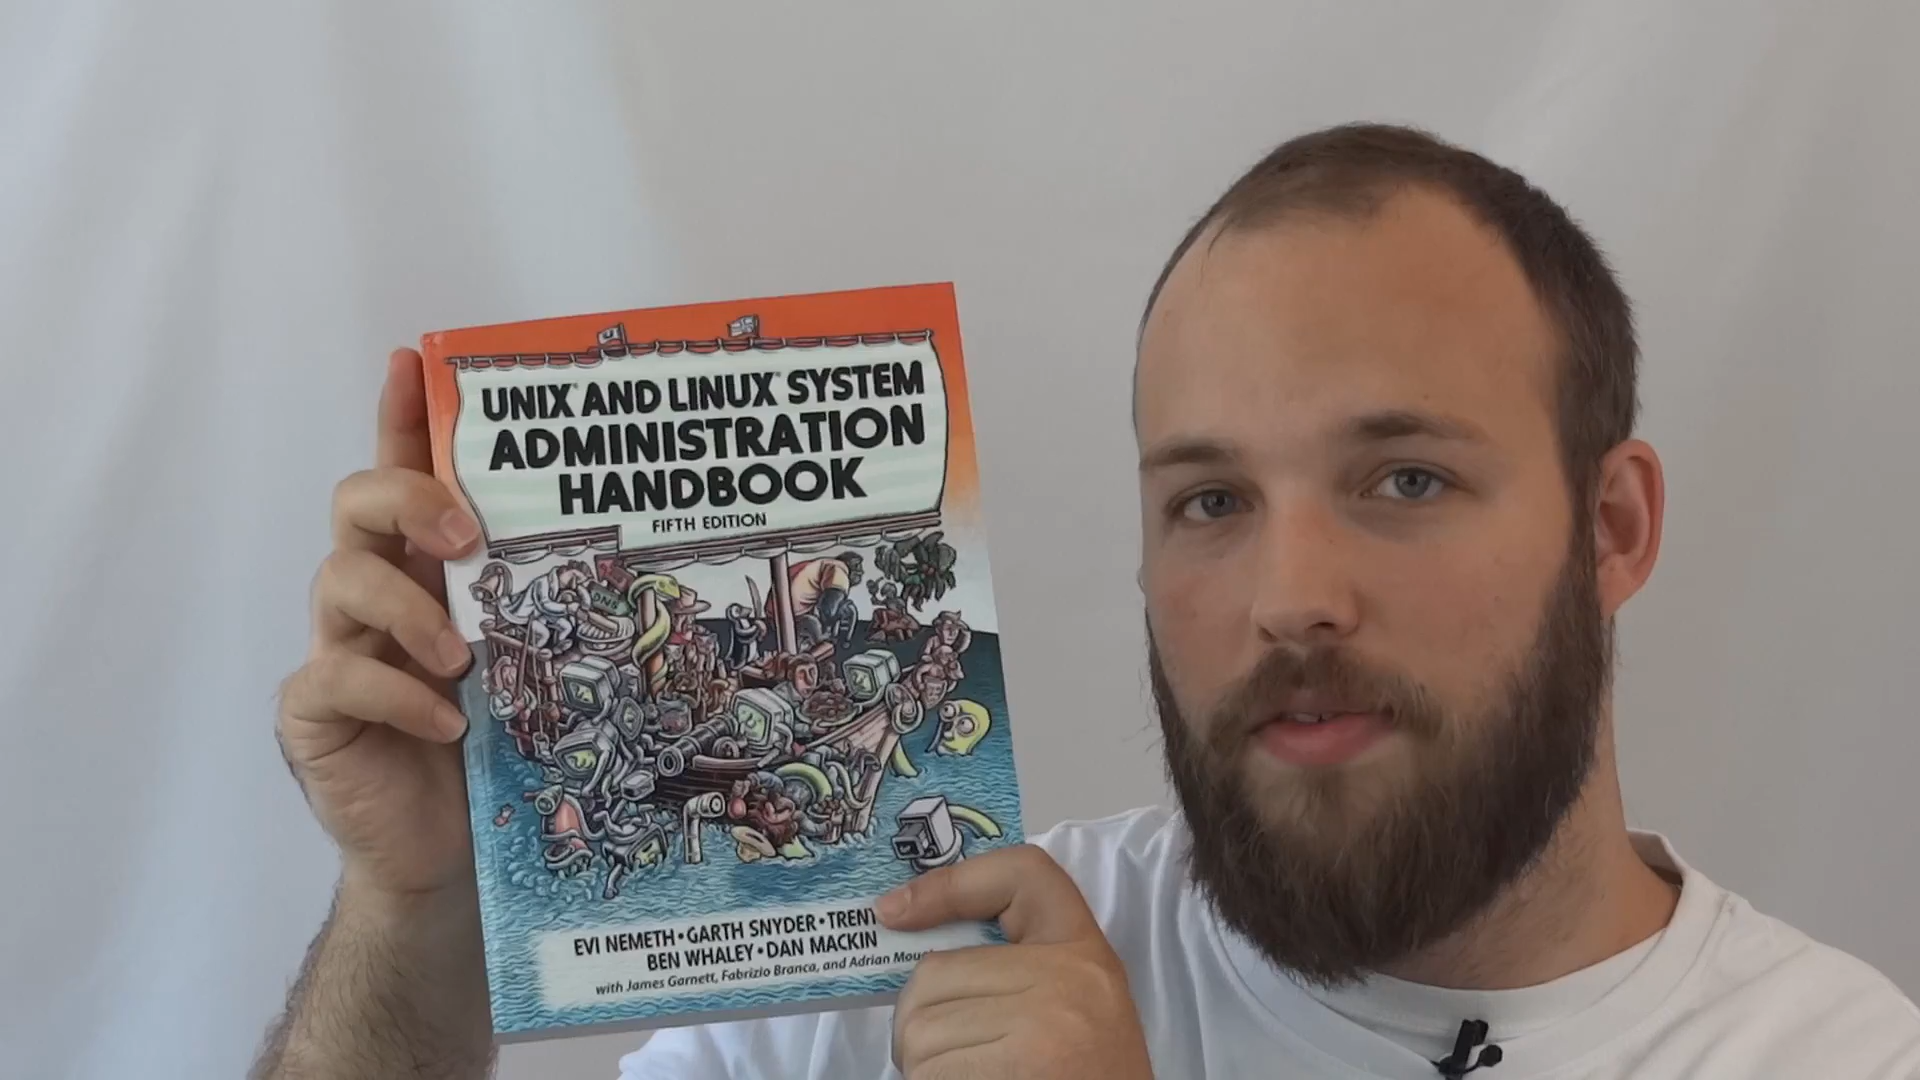 UNIX® AND LINUX® SYSTEM
ADMINISTRATION
HANDBOOK
FIFTH EDITION
DNS
EVI NEMETH • GARTH SNYDER • TRENT
BEN WHALEY • DAN MACKIN
with James Garnett, Fabrizio Branca, and Adrian